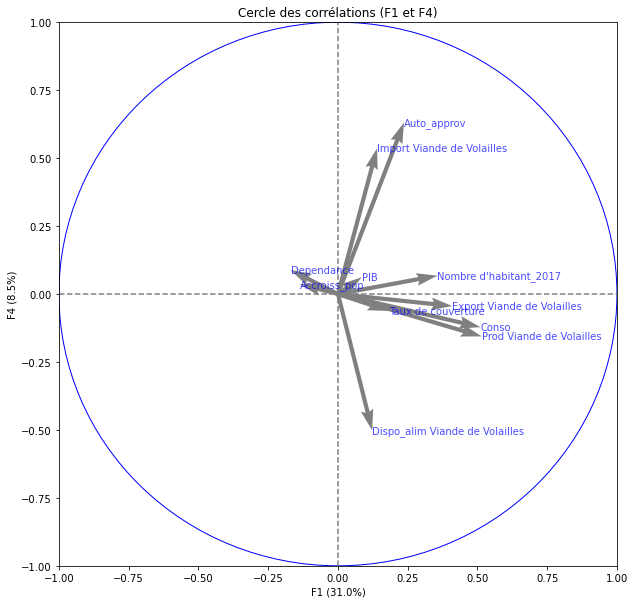 Cercle des corrélations (F1 et F4)
1.00
0.75
Auto_approv
Import Viande de Volailles
0.50
0.25
Dependance
PIB
Nombre d'habitant_2017
Accroiss_pop
0.00
Export Viande de Volailles
Taux de couverture
Conso
Prod Viande de Volailles
−0.25
−0.50
Dispo_alim Viande de Volailles
−0.75
−1.00
−1.00 −0.75 −0.50 −0.25 0.00 0.25 0.50 0.75 1.00
F1 (31.0%)
F4 (8.5%)